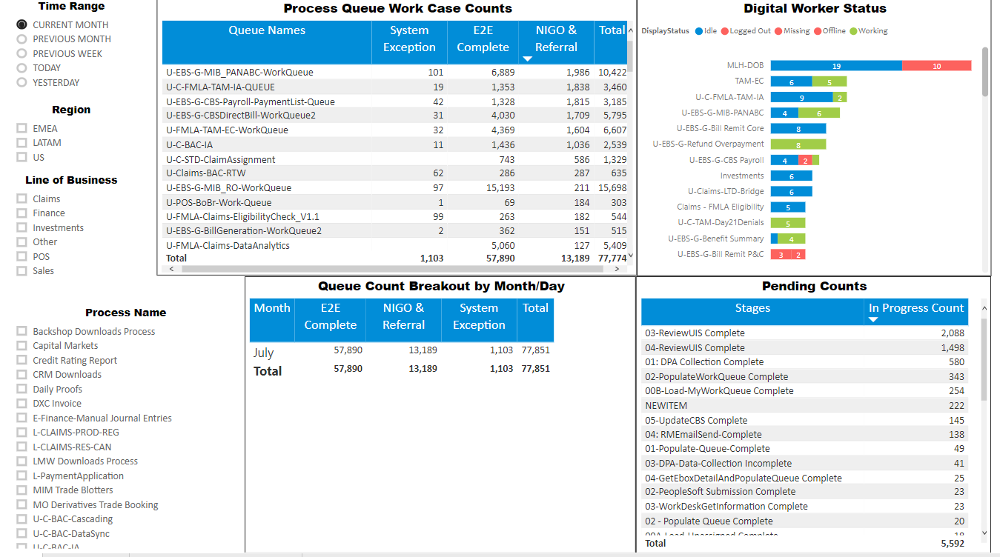 Time Range
CURRENT MONTH
PREVIOUS MONTH
PREVIOUS WEEK
TODAY
YESTERDAY
Region
EMEA
LATAM
US
Line of Business
Claims
Finance
Investments
Other
POS
Sales
Process Name
Backshop Downloads Process
Capital Markets
Credit Rating Report
CRM Downloads
Daily Proofs
DXC Invoice
E-Finance-Manual Journal Entries
L-CLAIMS-PROD-REG
L-CLAIMS-RES-CAN
LMW Downloads Process
L-PaymentApplication
MIM Trade Blotters
MO Derivatives Trade Booking
U-C-BAC-Cascading
U-C-BAC-DataSync
U-C-BAC-IA
Process Queue Work Case Counts
Queue Names System Exception E2E Complete NIGO & Referral Total
U-EBS-G-MIB_PANABC-WorkQueue 101 6,889 1,986 10,422
U-C-FMLA-TAM-IA-QUEUE 19 1,353 1,838 3,460
U-EBS-G-CBS-Payroll-PaymentList-Queue 42 1,328 1,815 3,185
U-EBS-G-CBSDirectBill-WorkQueue2 31 4,030 1,709 5,795
U-FMLA-TAM-EC-WorkQueue 32 4,369 1,604 6,607
U-C-BAC-IA 11 1,436 1,036 2,539
U-C-STD-ClaimAssignment 743 586 1,329
U-Claims-BAC-RTW 62 286 287 635
U-EBS-G-MIB_RO-WorkQueue 97 15,193 211 15,698
U-POS-BoBr-Work-Queue 1 69 184 303
U-FMLA-Claims-EligibilityCheck_V1.1 99 263 182 544
U-EBS-G-BillGeneration-WorkQueue2 2 362 151 515
U-FMLA-Claims-DataAnalytics 5,060 127 5,409
Total 1,103 57,890 13,189 77,774
Digital Worker Status
DisplayStatus Idle Logged Out Missing Offline Working
MLH-DOB 19 10
TAM-EC 6 5
U-C-FMLA-TAM-IA 9 2
U-EBS-G-MIB-PANABC 4 6
U-EBS-G-Bill Remit Core 8
U-EBS-G-Refund Overpayment 8
U-EBS-G-CBS Payroll 4 2
Investments 6
U-Claims-LTD-Bridge 6
Claims - FMLA Eligibility 5
U-C-TAM-Day21Denials 5
U-EBS-G-Benefit Summary 4
U-EBS-G-Bill Remit P&C 3 2
Queue Count Breakout by Month/Day
Month E2E Complete NIGO & Referral System Exception Total
July 57,890 13,189 1,103 77,851
Total 57,890 13,189 1,103 77,851
Pending Counts
Stages In Progress Count
03-ReviewUIS Complete 2,088
04-ReviewUIS Complete 1,498
01: DPA Collection Complete 580
02-PopulateWorkQueue Complete 343
00B-Load-MyWorkQueue Complete 254
NEWITEM 222
05-UpdateCBS Complete 145
04: RMEmailSend-Complete 138
01-Populate-Queue-Complete 49
03-DPA-Data-Collection Incomplete 41
04-GetEboxDetailAndPopulateQueue Complete 25
02-PeopleSoft Submission Complete 23
03-WorkDeskGetInformation Complete 23
02 - Populate Queue Complete 20
00A-Load-Unassigned Complete 18
Total 5,592